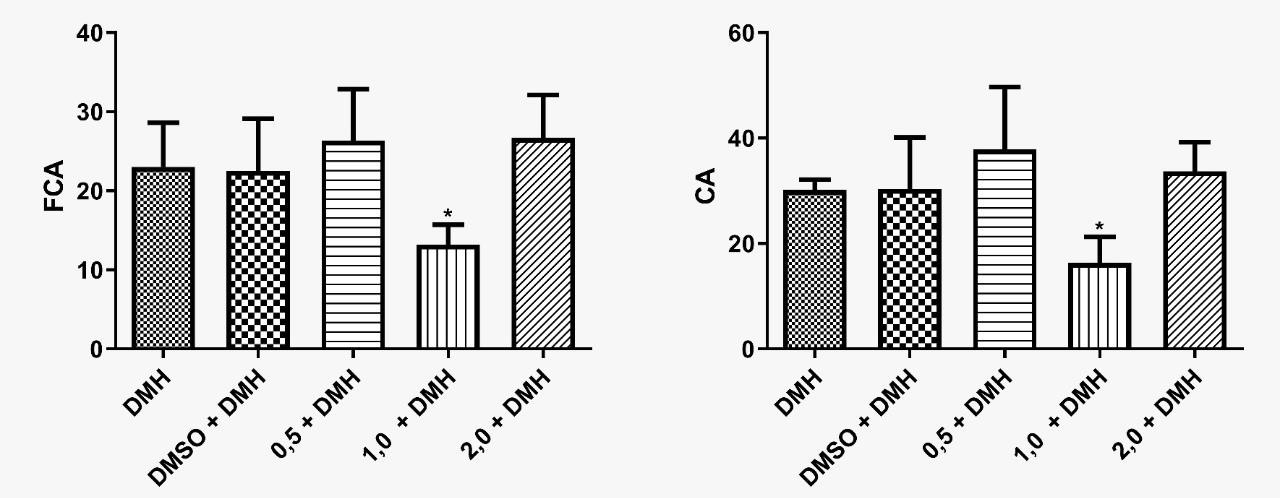 FCA
40
30
20
10
0
*
DMH
DMSO + DMH
0,5 + DMH
1,0 + DMH
2,0 + DMH
CA
60
40
20
0
*
DMH
DMSO + DMH
0,5 + DMH
1,0 + DMH
2,0 + DMH